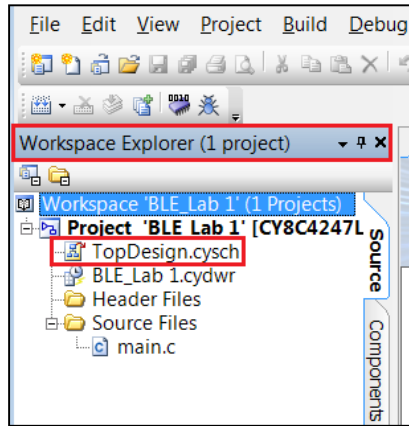 File Edit View Project Build Debug
Workspace Explorer (1 project)
Workspace 'BLE_Lab 1' (1 Projects)
Project 'BLE_Lab 1' [CY8C4247L
TopDesign.cysch
BLE_Lab 1.cydwr
Header Files
Source Files
main.c
Source
Components